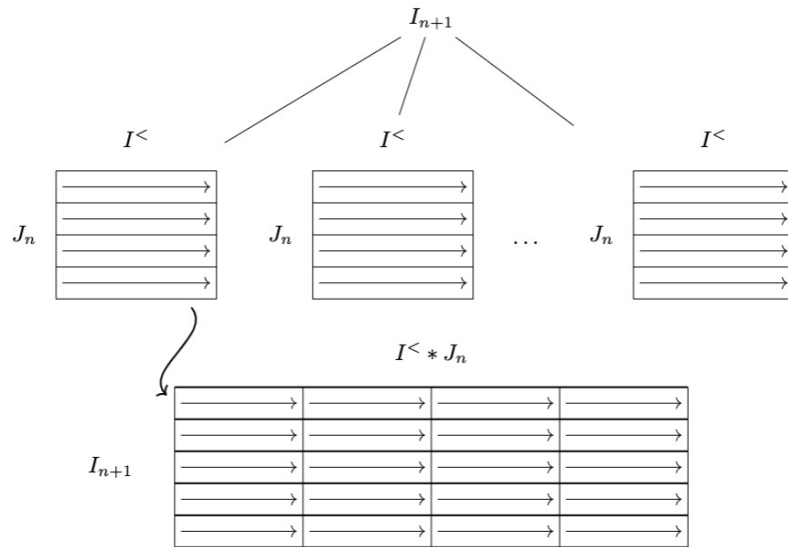 I_{n+1}
I^< I^< I^<
J_n J_n … J_n
I^< * J_n
I_{n+1}